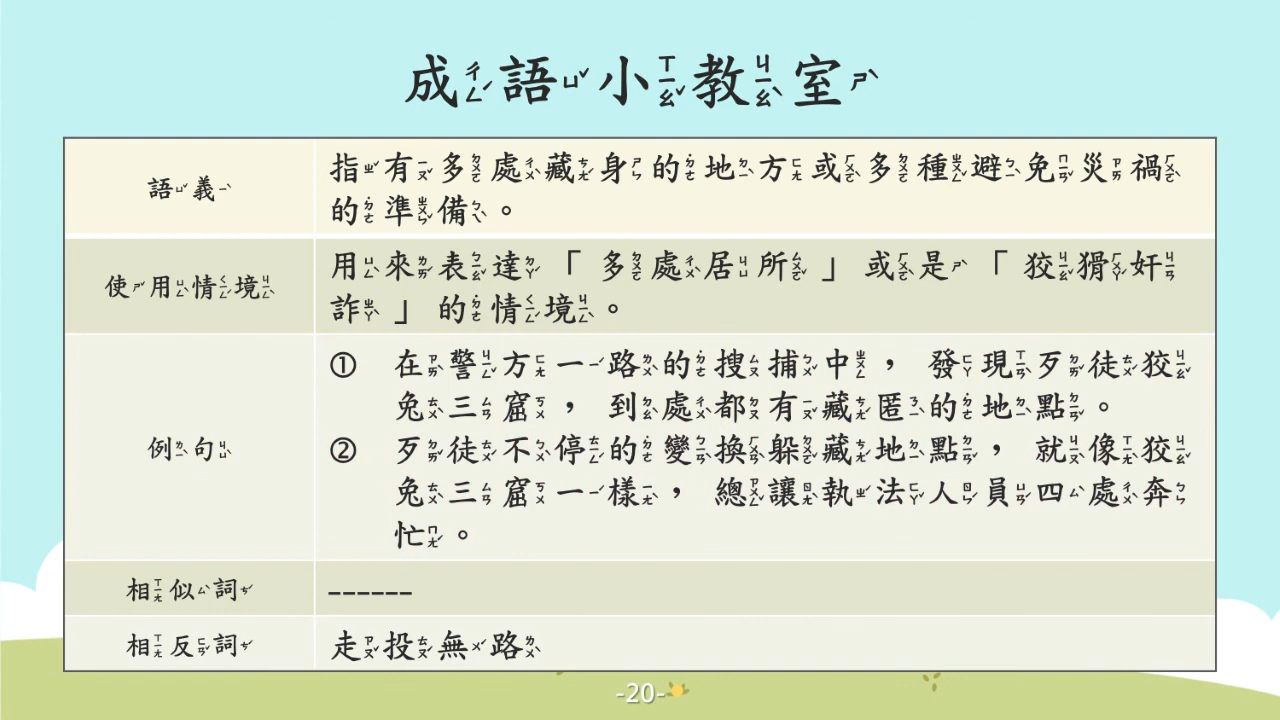 成語小教室
語義
指有多處藏身的地方或多種避免災禍
的準備。
使用情境
用來表達「多處居所」或是「狡猾奸
詐」的情境。
例句
① 在警方一路的搜捕中，發現歹徒狡
兔三窟，到處都有藏匿的地點。
② 歹徒不停的變換躲藏地點，就像狡
兔三窟一樣，總讓執法人員四處奔
忙。
相似詞
------
相反詞
走投無路
-20-